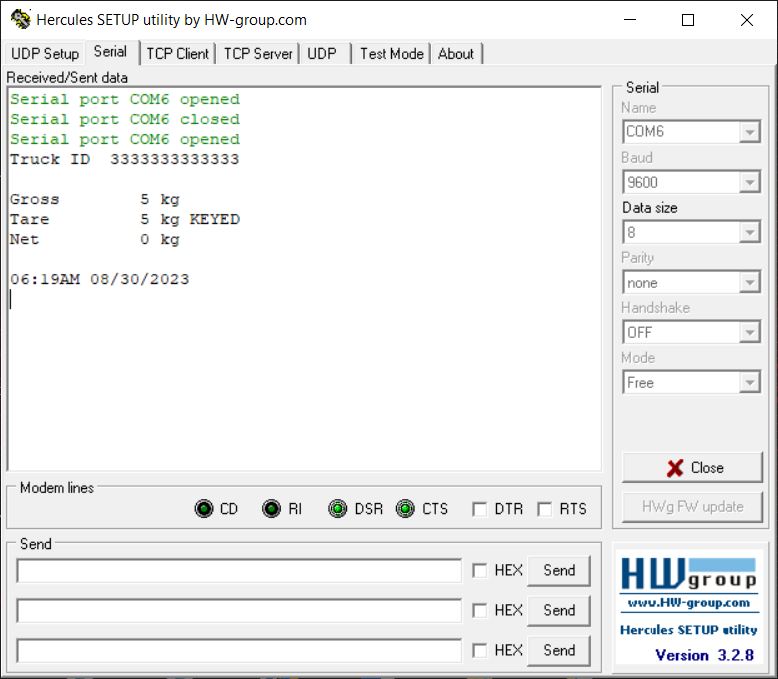 Hercules SETUP utility by HW-group.com
UDP Setup Serial TCP Client TCP Server UDP Test Mode About
Received/Sent data
Serial port COM6 opened
Serial port COM6 closed
Serial port COM6 opened
Truck ID  3333333333333
Gross        5 kg
Tare         5 kg KEYED
Net          0 kg
06:19AM 08/30/2023
Serial
Name
COM6
Baud
9600
Data size
8
Parity
none
Handshake
OFF
Mode
Free
Close
HWg FW update
Modem lines
CD RI DSR CTS DTR RTS
Send
HEX Send
HEX Send
HEX Send
HW group
www.HW-group.com
Hercules SETUP utility
Version 3.2.8